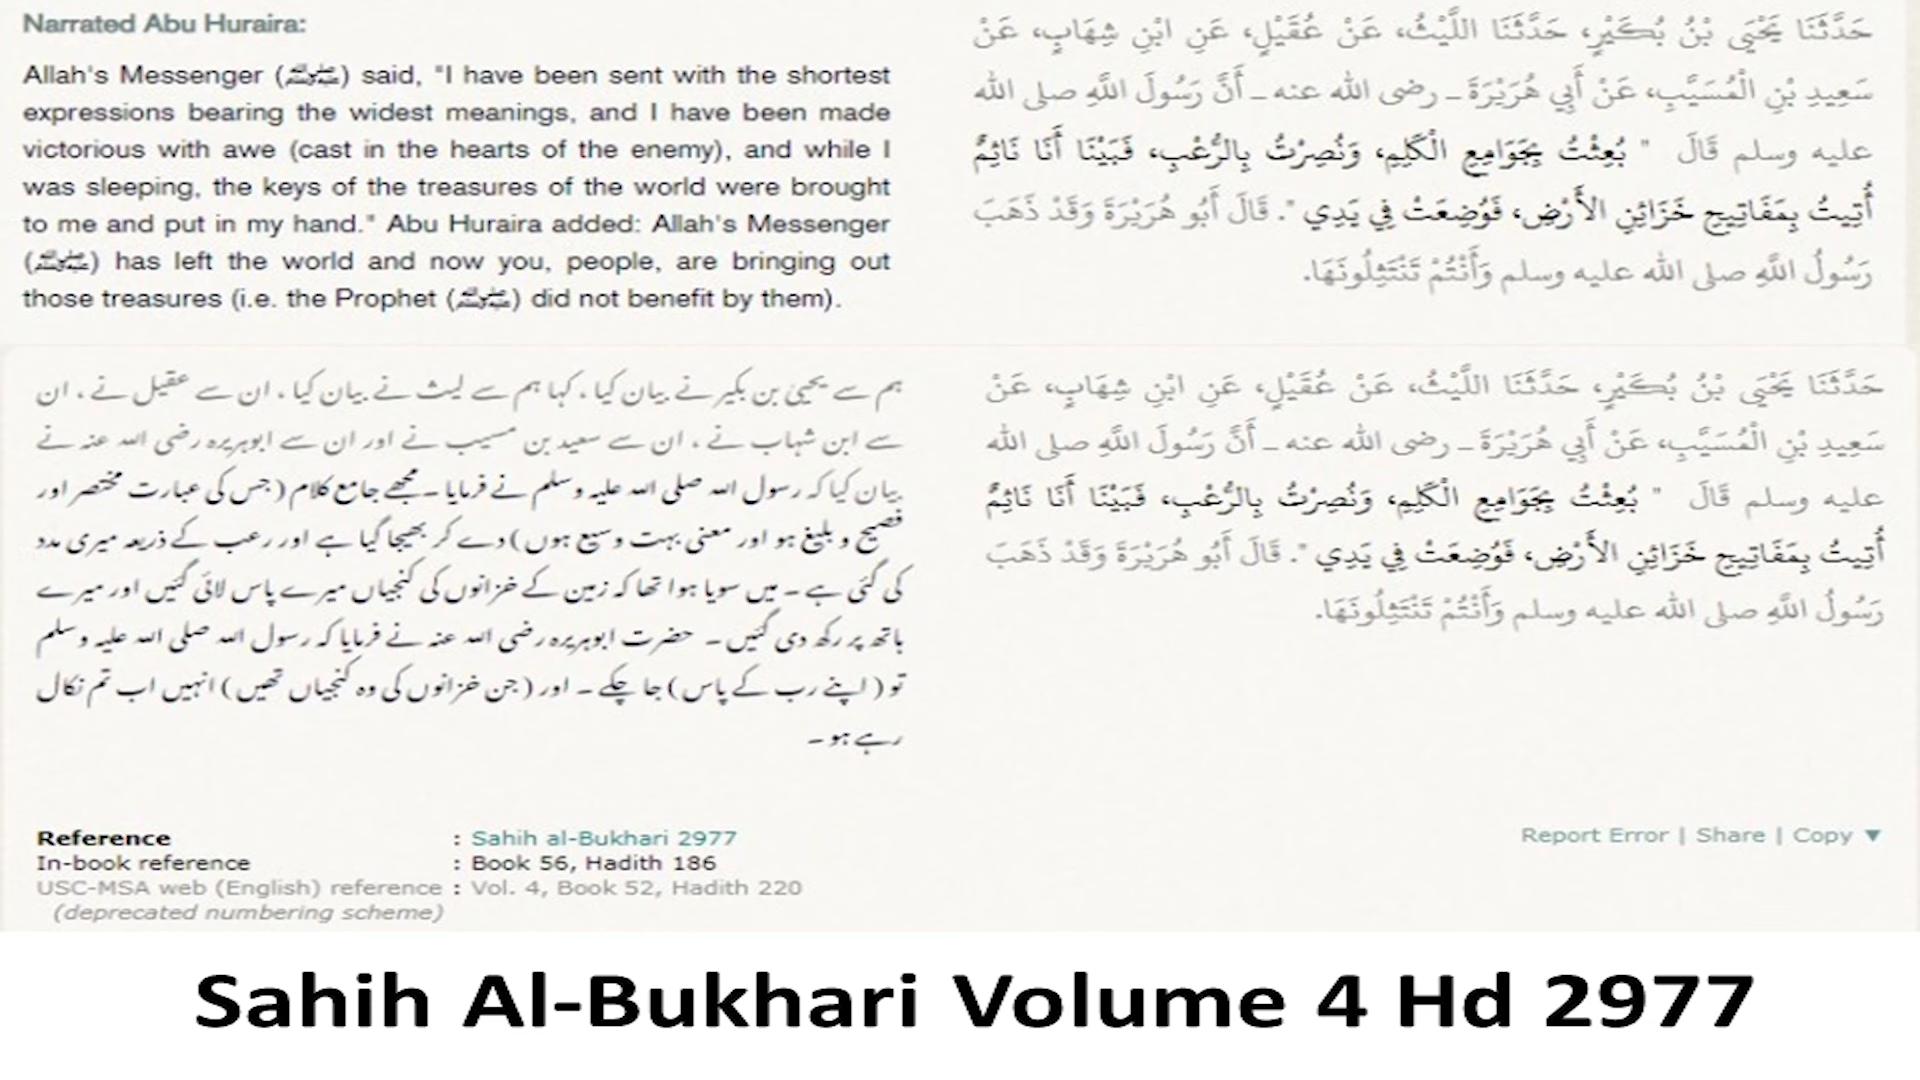 Narrated Abu Huraira:
Allah's Messenger (ﷺ) said, "I have been sent with the shortest
expressions bearing the widest meanings, and I have been made
victorious with awe (cast in the hearts of the enemy), and while I
was sleeping, the keys of the treasures of the world were brought
to me and put in my hand." Abu Huraira added: Allah's Messenger
(ﷺ) has left the world and now you, people, are bringing out
those treasures (i.e. the Prophet (ﷺ) did not benefit by them).
حَدَّثَنَا يَحْيَى بْنُ بُكَيْرٍ، حَدَّثَنَا اللَّيْثُ، عَنْ عُقَيْلٍ، عَنِ ابْنِ شِهَابٍ، عَنْ
سَعِيدِ بْنِ الْمُسَيَّبِ، عَنْ أَبِي هُرَيْرَةَ ـ رضى الله عنه ـ أَنَّ رَسُولَ اللَّهِ صلى الله
عليه وسلم قَالَ " بُعِثْتُ بِجَوَامِعِ الْكَلِمِ، وَنُصِرْتُ بِالرُّعْبِ، فَبَيْنَا أَنَا نَائِمٌ
أُتِيتُ بِمَفَاتِيحِ خَزَائِنِ الأَرْضِ، فَوُضِعَتْ فِي يَدِي ". قَالَ أَبُو هُرَيْرَةَ وَقَدْ ذَهَبَ
رَسُولُ اللَّهِ صلى الله عليه وسلم وَأَنْتُمْ تَنْتَثِلُونَهَا.
ہم سے یحییٰ بن بکیر نے بیان کیا، کہا ہم سے لیث نے بیان کیا، ان سے عقیل نے، ان
سے ابن شہاب نے، ان سے سعید بن مسیب نے اور ان سے ابوہریرہ رضی اللہ عنہ نے
بیان کیا کہ رسول اللہ صلی اللہ علیہ وسلم نے فرمایا۔ مجھے جامع کلام (جس کی عبارت مختصر اور
فصیح و بلیغ ہو اور معنی بہت وسیع ہوں) دے کر بھیجا گیا ہے اور رعب کے ذریعہ میری مدد
کی گئی ہے۔ میں سویا ہوا تھا کہ زمین کے خزانوں کی کنجیاں میرے پاس لائی گئیں اور میرے
ہاتھ پر رکھ دی گئیں۔ حضرت ابوہریرہ رضی اللہ عنہ نے فرمایا کہ رسول اللہ صلی اللہ علیہ وسلم
تو (اپنے رب کے پاس) جا چکے۔ اور (جن خزانوں کی وہ کنجیاں تھیں) انہیں اب تم نکال
رہے ہو۔
حَدَّثَنَا يَحْيَى بْنُ بُكَيْرٍ، حَدَّثَنَا اللَّيْثُ، عَنْ عُقَيْلٍ، عَنِ ابْنِ شِهَابٍ، عَنْ
سَعِيدِ بْنِ الْمُسَيَّبِ، عَنْ أَبِي هُرَيْرَةَ ـ رضى الله عنه ـ أَنَّ رَسُولَ اللَّهِ صلى الله
عليه وسلم قَالَ " بُعِثْتُ بِجَوَامِعِ الْكَلِمِ، وَنُصِرْتُ بِالرُّعْبِ، فَبَيْنَا أَنَا نَائِمٌ
أُتِيتُ بِمَفَاتِيحِ خَزَائِنِ الأَرْضِ، فَوُضِعَتْ فِي يَدِي ". قَالَ أَبُو هُرَيْرَةَ وَقَدْ ذَهَبَ
رَسُولُ اللَّهِ صلى الله عليه وسلم وَأَنْتُمْ تَنْتَثِلُونَهَا.
Reference : Sahih al-Bukhari 2977
In-book reference : Book 56, Hadith 186
USC-MSA web (English) reference : Vol. 4, Book 52, Hadith 220
(deprecated numbering scheme)
Report Error | Share | Copy ▼
Sahih Al-Bukhari Volume 4 Hd 2977